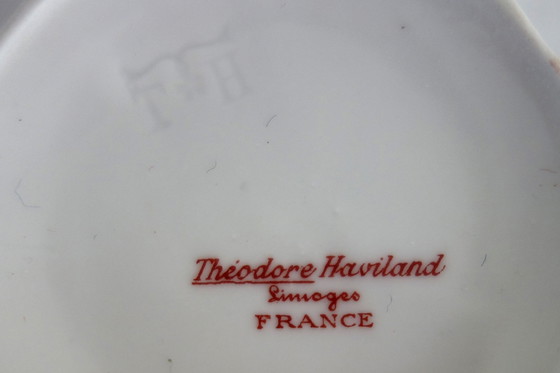 Théodore Haviland
Limoges
FRANCE